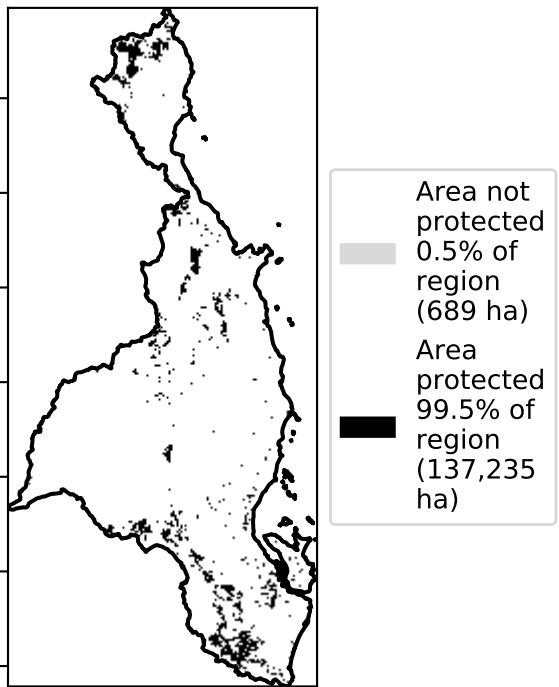 Area not
protected
0.5% of
region
(689 ha)
Area
protected
99.5% of
region
(137,235
ha)